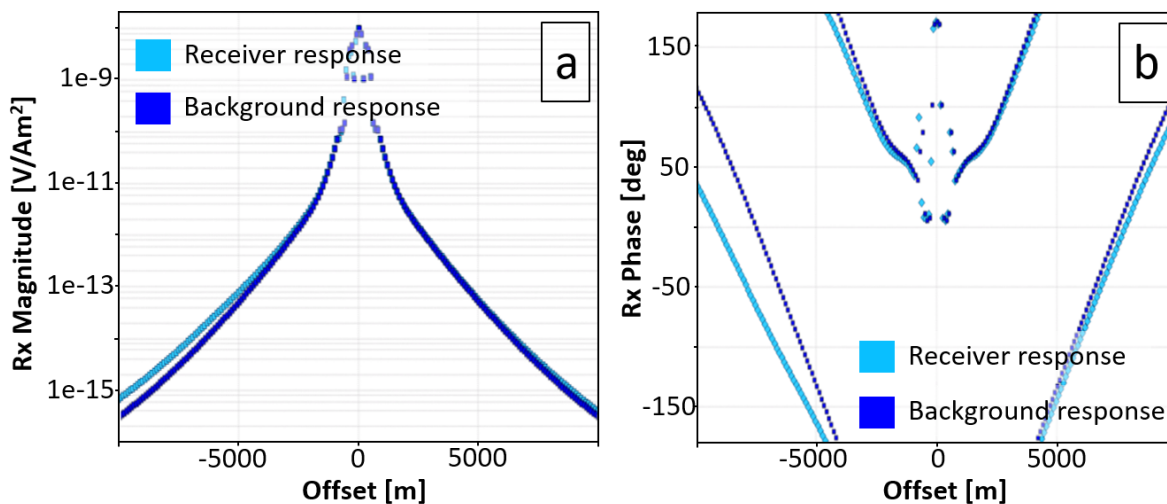 Rx Magnitude [V/Am²]
1e-9
1e-11
1e-13
1e-15
Receiver response
Background response
a
-5000 0 5000
Offset [m]
Rx Phase [deg]
150
50
0
-50
-150
b
Receiver response
Background response
-5000 0 5000
Offset [m]